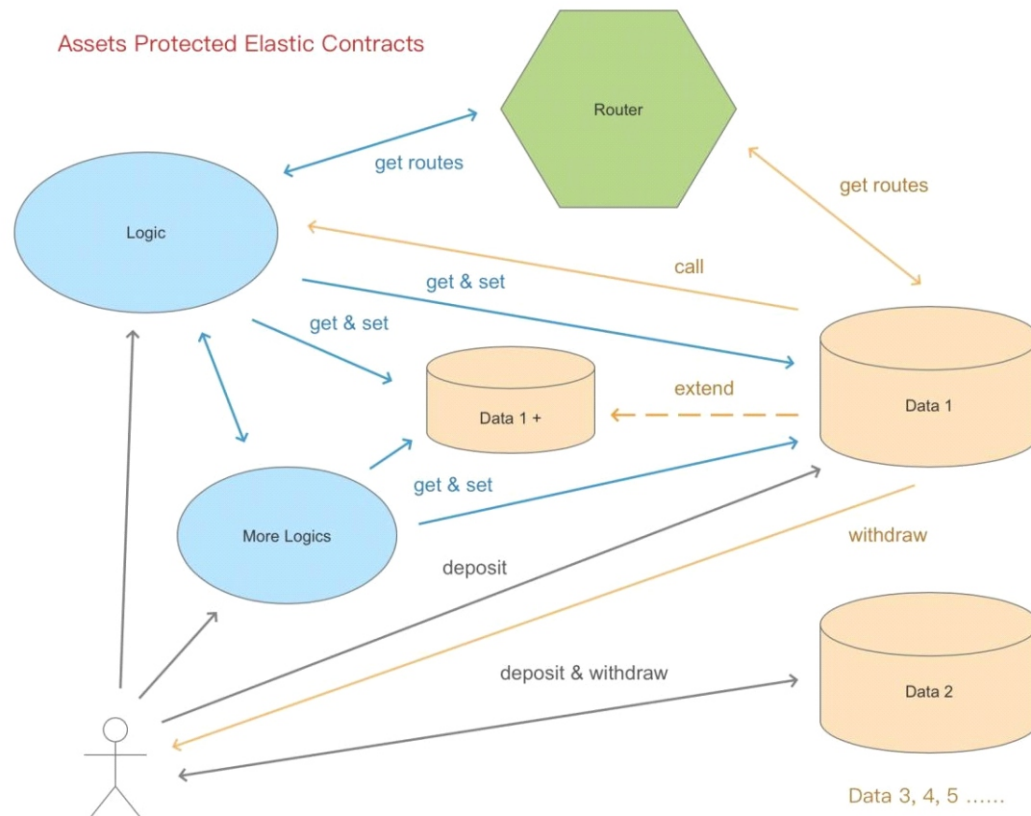 Assets Protected Elastic Contracts
Router
get routes
get routes
Logic
call
get & set
get & set
extend
Data 1
Data 1 +
get & set
More Logics
withdraw
deposit
deposit & withdraw
Data 2
Data 3, 4, 5 ......